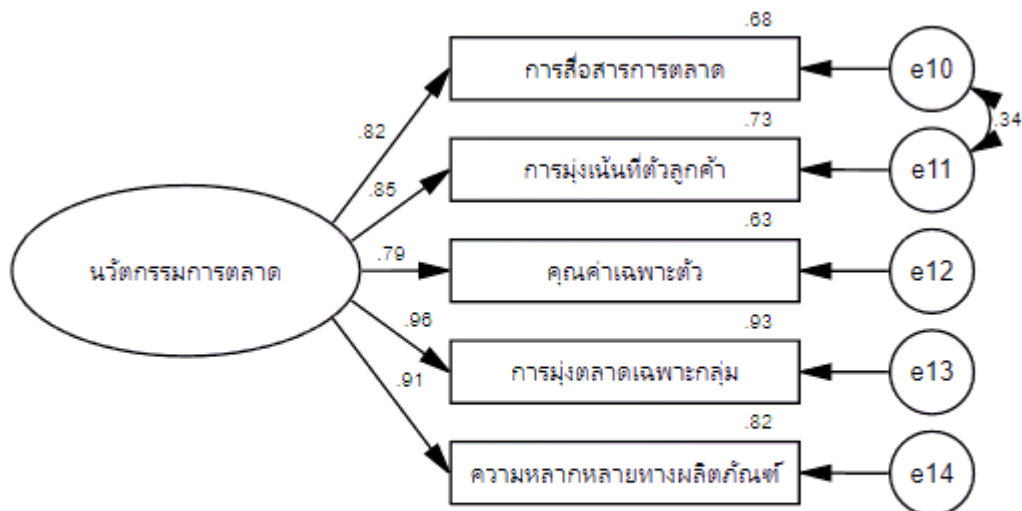 .68
การสื่อสารการตลาด
e10
.82
.34
.73
การมุ่งเน้นที่ตัวลูกค้า
e11
.85
.63
นวัตกรรมการตลาด
.79
คุณค่าเฉพาะตัว
e12
.96
.93
การมุ่งตลาดเฉพาะกลุ่ม
e13
.91
.82
ความหลากหลายทางผลิตภัณฑ์
e14